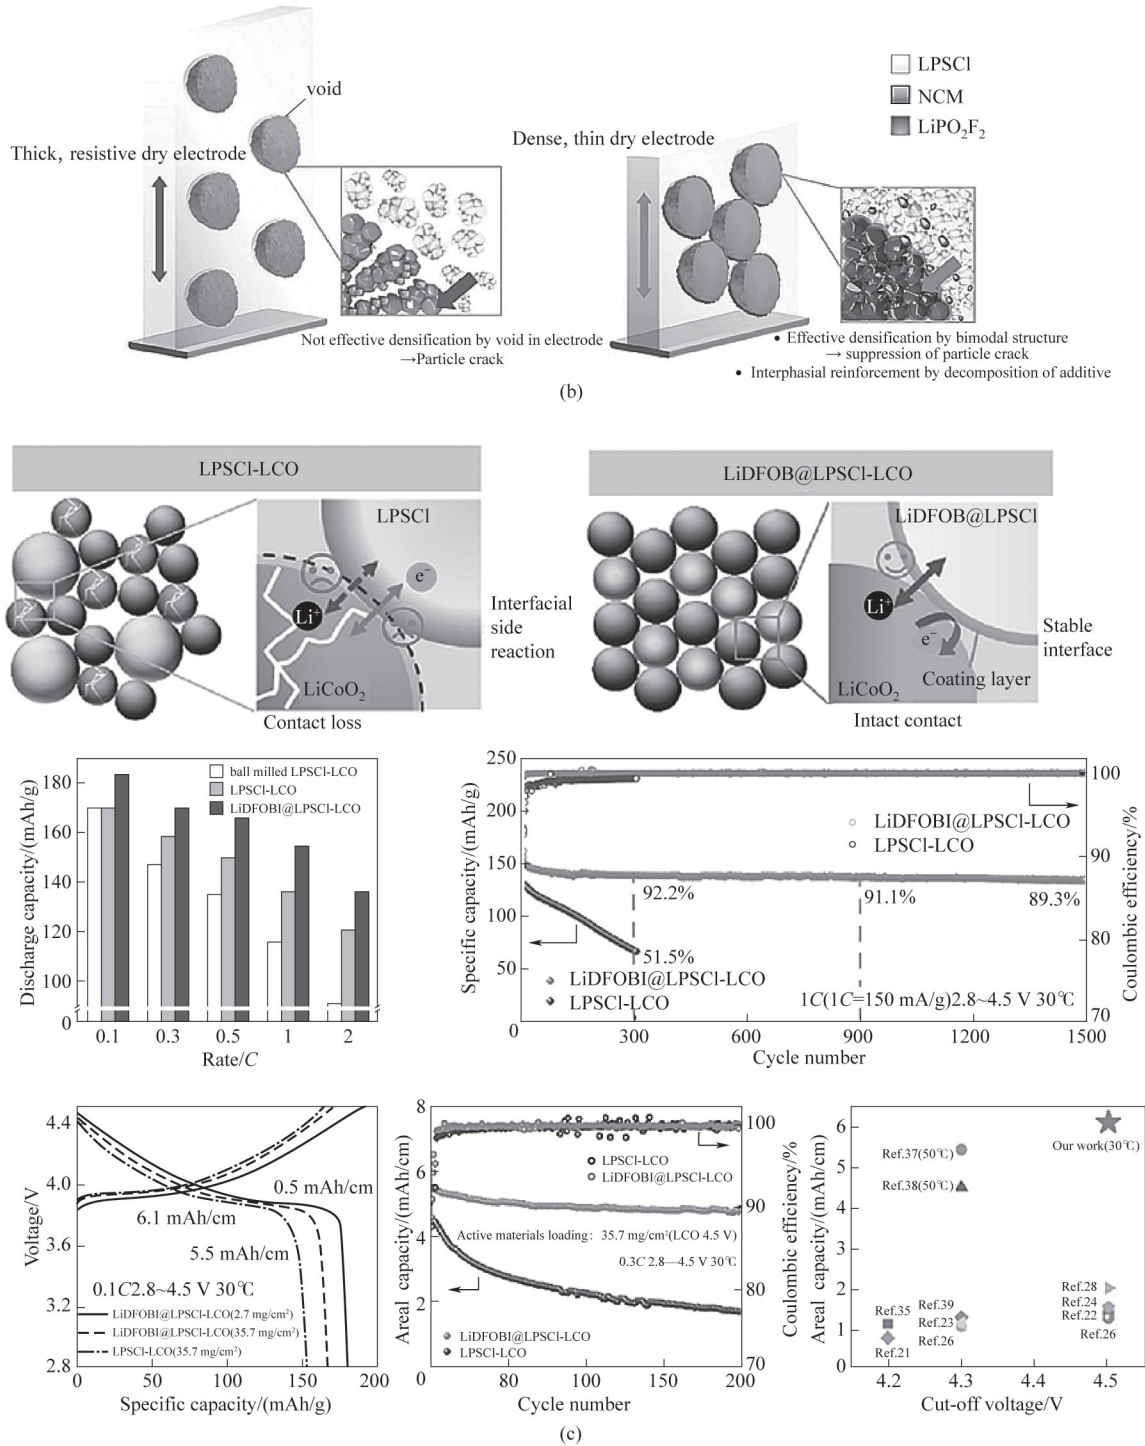 void
Thick, resistive dry electrode
Not effective densification by void in electrode
→Particle crack
LPSCl
NCM
LiPO₂F₂
Dense, thin dry electrode
• Effective densification by bimodal structure
→ suppression of particle crack
• Interphasial reinforcement by decomposition of additive
(b)
LPSCl-LCO
LPSCl
e⁻
Li⁺
LiCoO₂
Interfacial
side
reaction
Contact loss
LiDFOB@LPSCl-LCO
LiDFOB@LPSCl
Li⁺
e⁻
Coating layer
LiCoO₂
Stable
interface
Intact contact
Discharge capacity/(mAh/g)
180
160
140
120
100
0
ball milled LPSCl-LCO
LPSCl-LCO
LiDFOBI@LPSCl-LCO
0.1 0.3 0.5 1 2
Rate/C
Specific capacity/(mAh/g)
250
200
150
100
50
0
LiDFOBI@LPSCl-LCO
LPSCl-LCO
92.2%
91.1%
89.3%
51.5%
LiDFOBI@LPSCl-LCO
LPSCl-LCO
1C(1C=150 mA/g)2.8~4.5 V 30℃
100
90
80
70
Coulombic efficiency/%
0 300 600 900 1200 1500
Cycle number
Voltage/V
4.4
4.0
3.6
3.2
2.8
0.5 mAh/cm
6.1 mAh/cm
5.5 mAh/cm
0.1C2.8~4.5 V 30℃
LiDFOBI@LPSCl-LCO(2.7 mg/cm²)
LiDFOBI@LPSCl-LCO(35.7 mg/cm²)
LPSCl-LCO(35.7 mg/cm²)
0 50 100 150 200
Specific capacity/(mAh/g)
Areal capacity/(mAh/cm)
8
6
4
2
LPSCl-LCO
LiDFOBI@LPSCl-LCO
Active materials loading: 35.7 mg/cm²(LCO 4.5 V)
0.3C 2.8—4.5 V 30℃
LiDFOBI@LPSCl-LCO
LPSCl-LCO
100
90
80
70
Coulombic efficiency/%
0 80 100 150 200
Cycle number
Areal capacity/(mAh/cm)
6
5
4
3
2
1
0
Our work(30℃)
Ref.37(50℃)
Ref.38(50℃)
Ref.28
Ref.24
Ref.22
Ref.26
Ref.35
Ref.39
Ref.23
Ref.21
Ref.26
4.2 4.3 4.4 4.5
Cut-off voltage/V
(c)